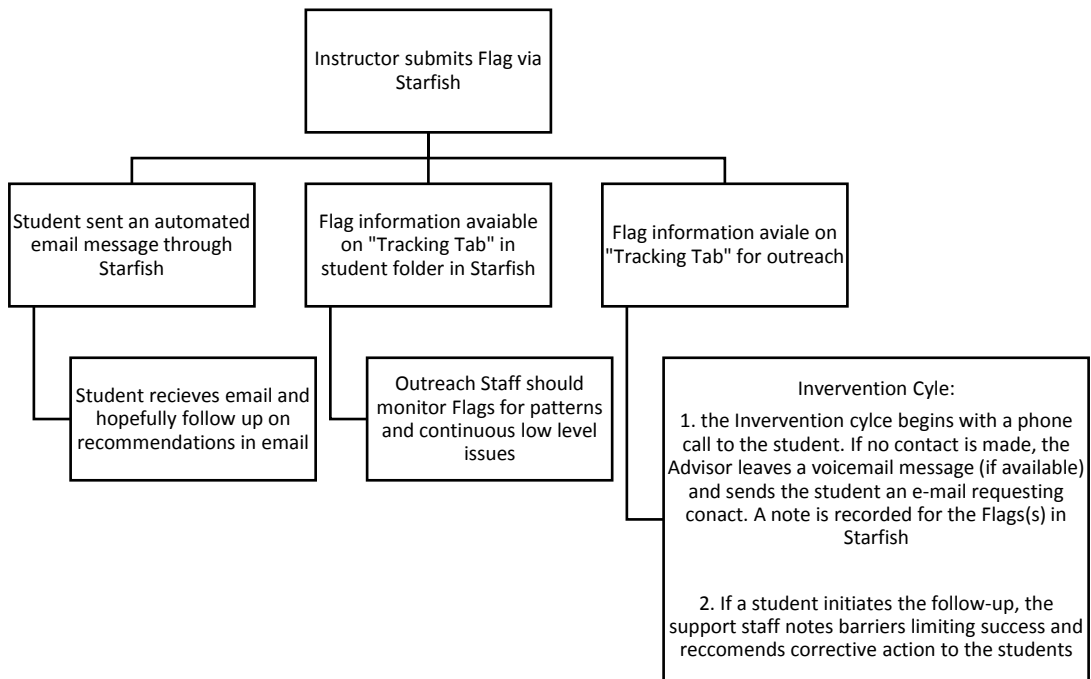 Instructor submits Flag via
Starfish
Student sent an automated
email message through
Starfish
Flag information avaiable
on "Tracking Tab" in
student folder in Starfish
Flag information aviale on
"Tracking Tab" for outreach
Student recieves email and
hopefully follow up on
recommendations in email
Outreach Staff should
monitor Flags for patterns
and continuous low level
issues
Invervention Cyle:
1. the Invervention cylce begins with a phone
call to the student. If no contact is made, the
Advisor leaves a voicemail message (if available)
and sends the student an e-mail requesting
conact. A note is recorded for the Flags(s) in
Starfish
2. If a student initiates the follow-up, the
support staff notes barriers limiting success and
reccomends corrective action to the students